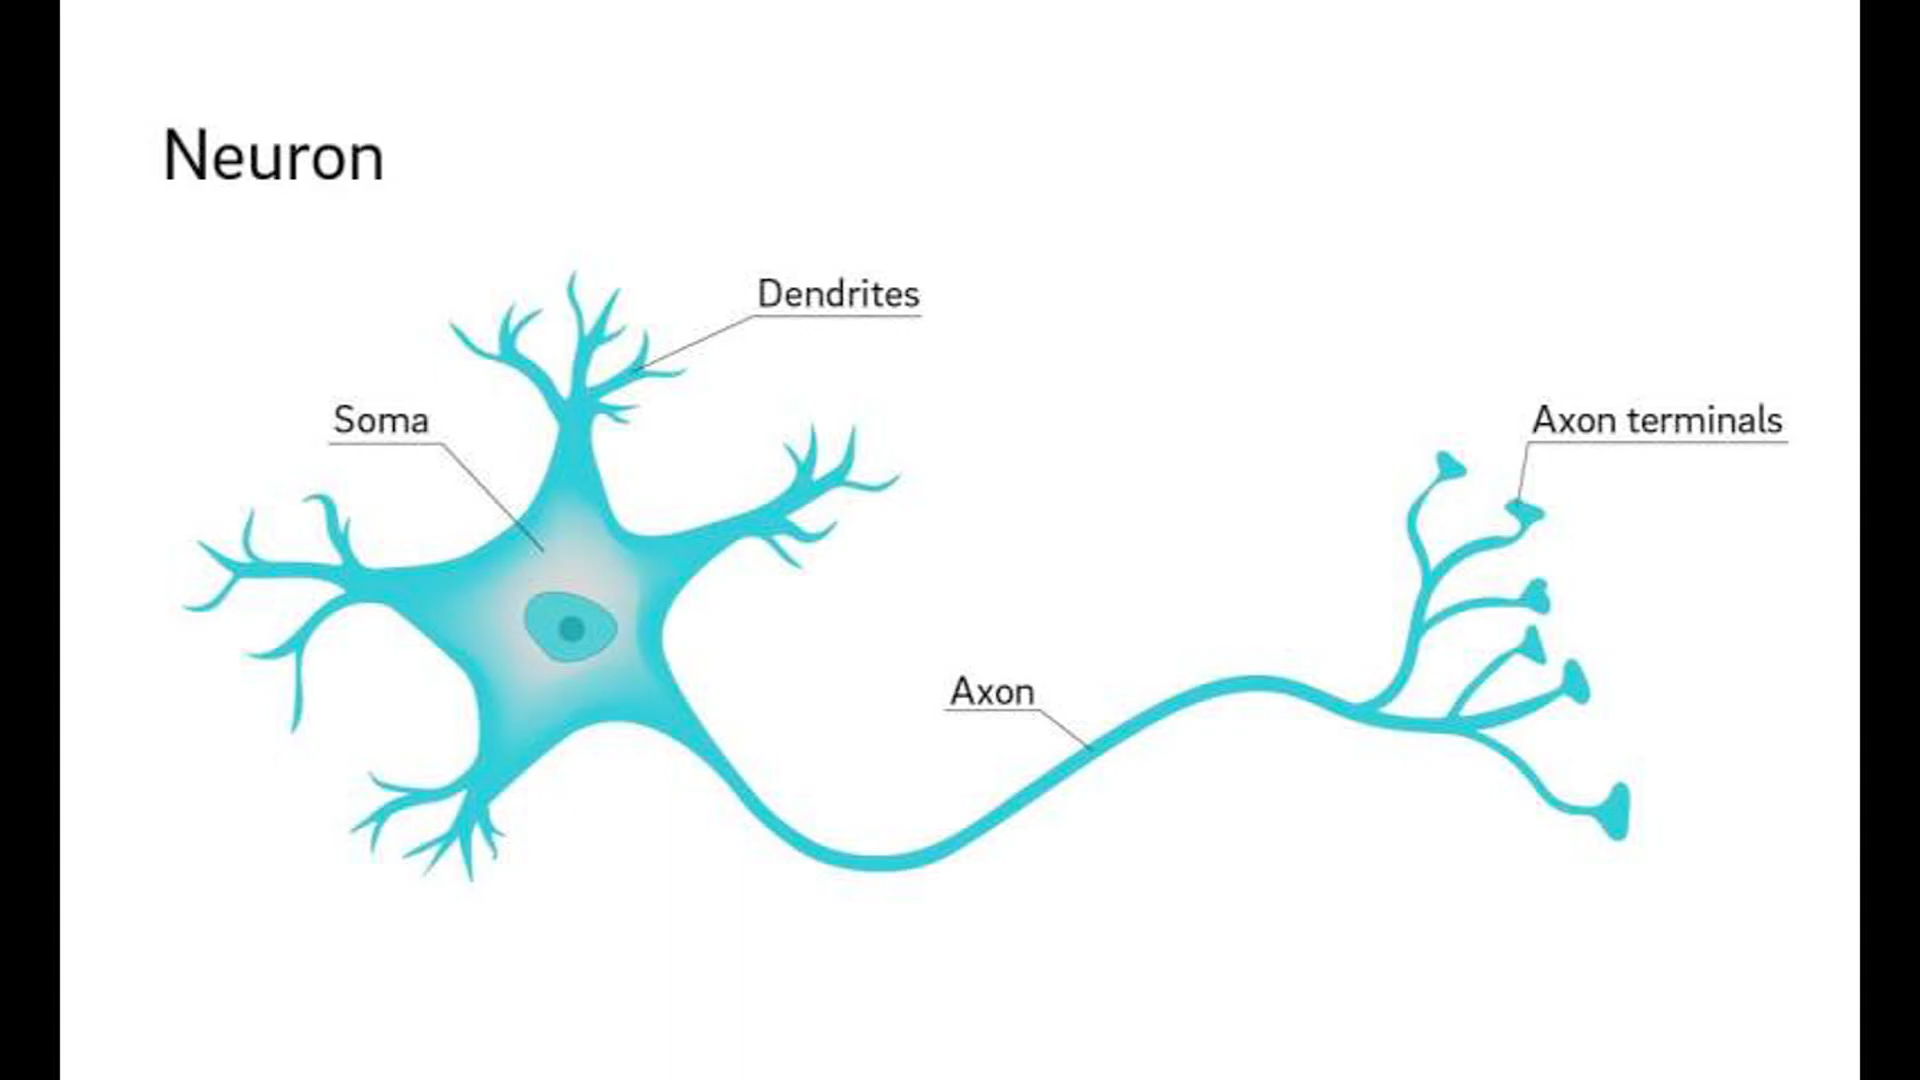 Neuron
Dendrites
Soma
Axon terminals
Axon